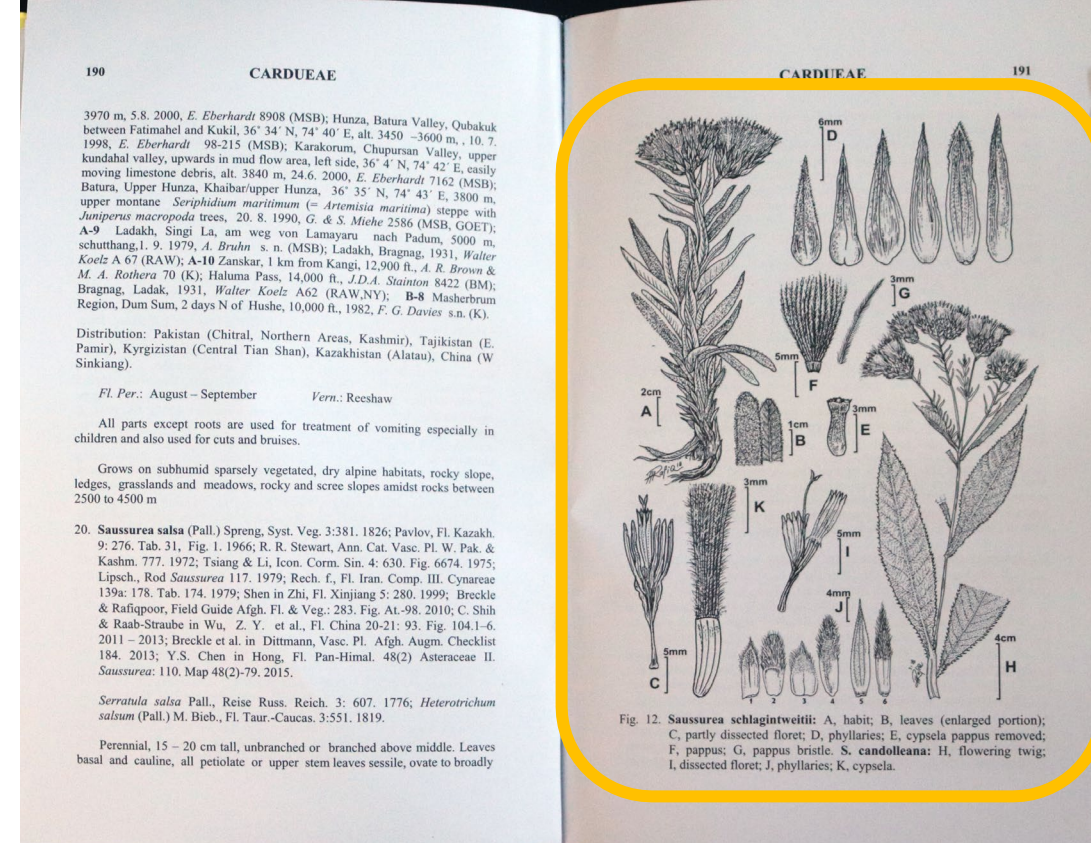 190
CARDUEAE
3970 m, 5.8. 2000, E. Eberhardt 8908 (MSB); Hunza, Batura Valley, Qubakuk
between Fatimahel and Kukil, 36° 34′ N, 74° 40′ E, alt. 3450 –3600 m, , 10. 7.
1998, E. Eberhardt 98-215 (MSB); Karakorum, Chupursan Valley, upper
kundahal valley, upwards in mud flow area, left side, 36° 4′ N, 74° 42′ E, easily
moving limestone debris, alt. 3840 m, 24.6. 2000, E. Eberhardt 7162 (MSB);
Batura, Upper Hunza, Khaibar/upper Hunza, 36° 35′ N, 74° 43′ E, 3800 m,
upper montane Seriphidium maritimum (= Artemisia maritima) steppe with
Juniperus macropoda trees, 20. 8. 1990, G. & S. Miehe 2586 (MSB, GOET);
A-9 Ladakh, Singi La, am weg von Lamayaru nach Padum, 5000 m,
schutthang,1. 9. 1979, A. Bruhn s. n. (MSB); Ladakh, Bragnag, 1931, Walter
Koelz A 67 (RAW); A-10 Zanskar, 1 km from Kangi, 12,900 ft., A. R. Brown &
M. A. Rothera 70 (K); Haluma Pass, 14,000 ft., J.D.A. Stainton 8422 (BM);
Bragnag, Ladak, 1931, Walter Koelz A62 (RAW,NY); B-8 Masherbrum
Region, Dum Sum, 2 days N of Hushe, 10,000 ft., 1982, F. G. Davies s.n. (K).
Distribution: Pakistan (Chitral, Northern Areas, Kashmir), Tajikistan (E.
Pamir), Kyrgizistan (Central Tian Shan), Kazakhistan (Alatau), China (W
Sinkiang).
Fl. Per.: August – September Vern.: Reeshaw
All parts except roots are used for treatment of vomiting especially in
children and also used for cuts and bruises.
Grows on subhumid sparsely vegetated, dry alpine habitats, rocky slope,
ledges, grasslands and meadows, rocky and scree slopes amidst rocks between
2500 to 4500 m
20. Saussurea salsa (Pall.) Spreng, Syst. Veg. 3:381. 1826; Pavlov, Fl. Kazakh.
9: 276. Tab. 31, Fig. 1. 1966; R. R. Stewart, Ann. Cat. Vasc. Pl. W. Pak. &
Kashm. 777. 1972; Tsiang & Li, Icon. Corm. Sin. 4: 630. Fig. 6674. 1975;
Lipsch., Rod Saussurea 117. 1979; Rech. f., Fl. Iran. Comp. III. Cynareae
139a: 178. Tab. 174. 1979; Shen in Zhi, Fl. Xinjiang 5: 280. 1999; Breckle
& Rafiqpoor, Field Guide Afgh. Fl. & Veg.: 283. Fig. At.-98. 2010; C. Shih
& Raab-Straube in Wu, Z. Y. et al., Fl. China 20-21: 93. Fig. 104.1–6.
2011 – 2013; Breckle et al. in Dittmann, Vasc. Pl. Afgh. Augm. Checklist
184. 2013; Y.S. Chen in Hong, Fl. Pan-Himal. 48(2) Asteraceae II.
Saussurea: 110. Map 48(2)-79. 2015.
Serratula salsa Pall., Reise Russ. Reich. 3: 607. 1776; Heterotrichum
salsum (Pall.) M. Bieb., Fl. Taur.-Caucas. 3:551. 1819.
Perennial, 15 – 20 cm tall, unbranched or branched above middle. Leaves
basal and cauline, all petiolate or upper stem leaves sessile, ovate to broadly
CARDUEAE
191
6mm
D
3mm
G
5mm
F
2cm
A
1cm
B
3mm
E
3mm
K
5mm
I
4mm
J
5mm
C
4cm
H
1 2 3 4 5 6
Fig. 12. Saussurea schlagintweitii: A, habit; B, leaves (enlarged portion);
C, partly dissected floret; D, phyllaries; E, cypsela pappus removed;
F, pappus; G, pappus bristle. S. candolleana: H, flowering twig;
I, dissected floret; J, phyllaries; K, cypsela.